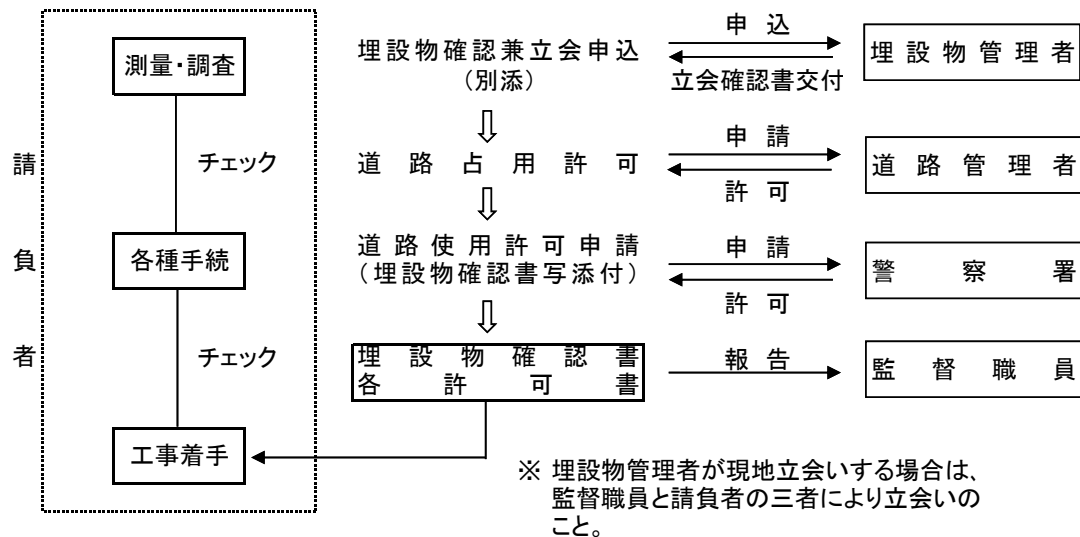 請負者
測量・調査
チェック
各種手続
チェック
工事着手
埋設物確認兼立会申込
(別添)
申込
立会確認書交付
埋設物管理者
道路占用許可
申請
許可
道路管理者
道路使用許可申請
(埋設物確認書写添付)
申請
許可
警察署
埋設物確認書
各許可書
報告
監督職員
※ 埋設物管理者が現地立会いする場合は、
監督職員と請負者の三者により立会いの
こと。